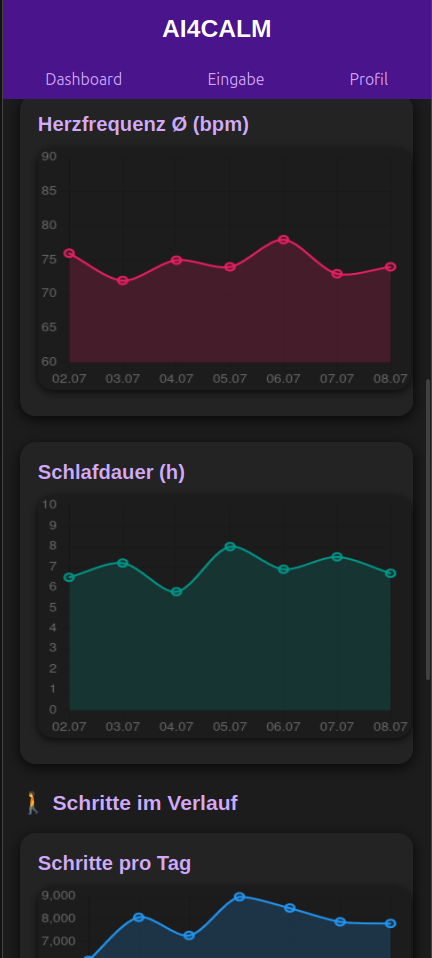 AI4CALM
Dashboard Eingabe Profil
Herzfrequenz Ø (bpm)
90
85
80
75
70
65
60
02.07 03.07 04.07 05.07 06.07 07.07 08.07
Schlafdauer (h)
10
9
8
7
6
5
4
3
2
1
0
02.07 03.07 04.07 05.07 06.07 07.07 08.07
🚶 Schritte im Verlauf
Schritte pro Tag
9,000
8,000
7,000